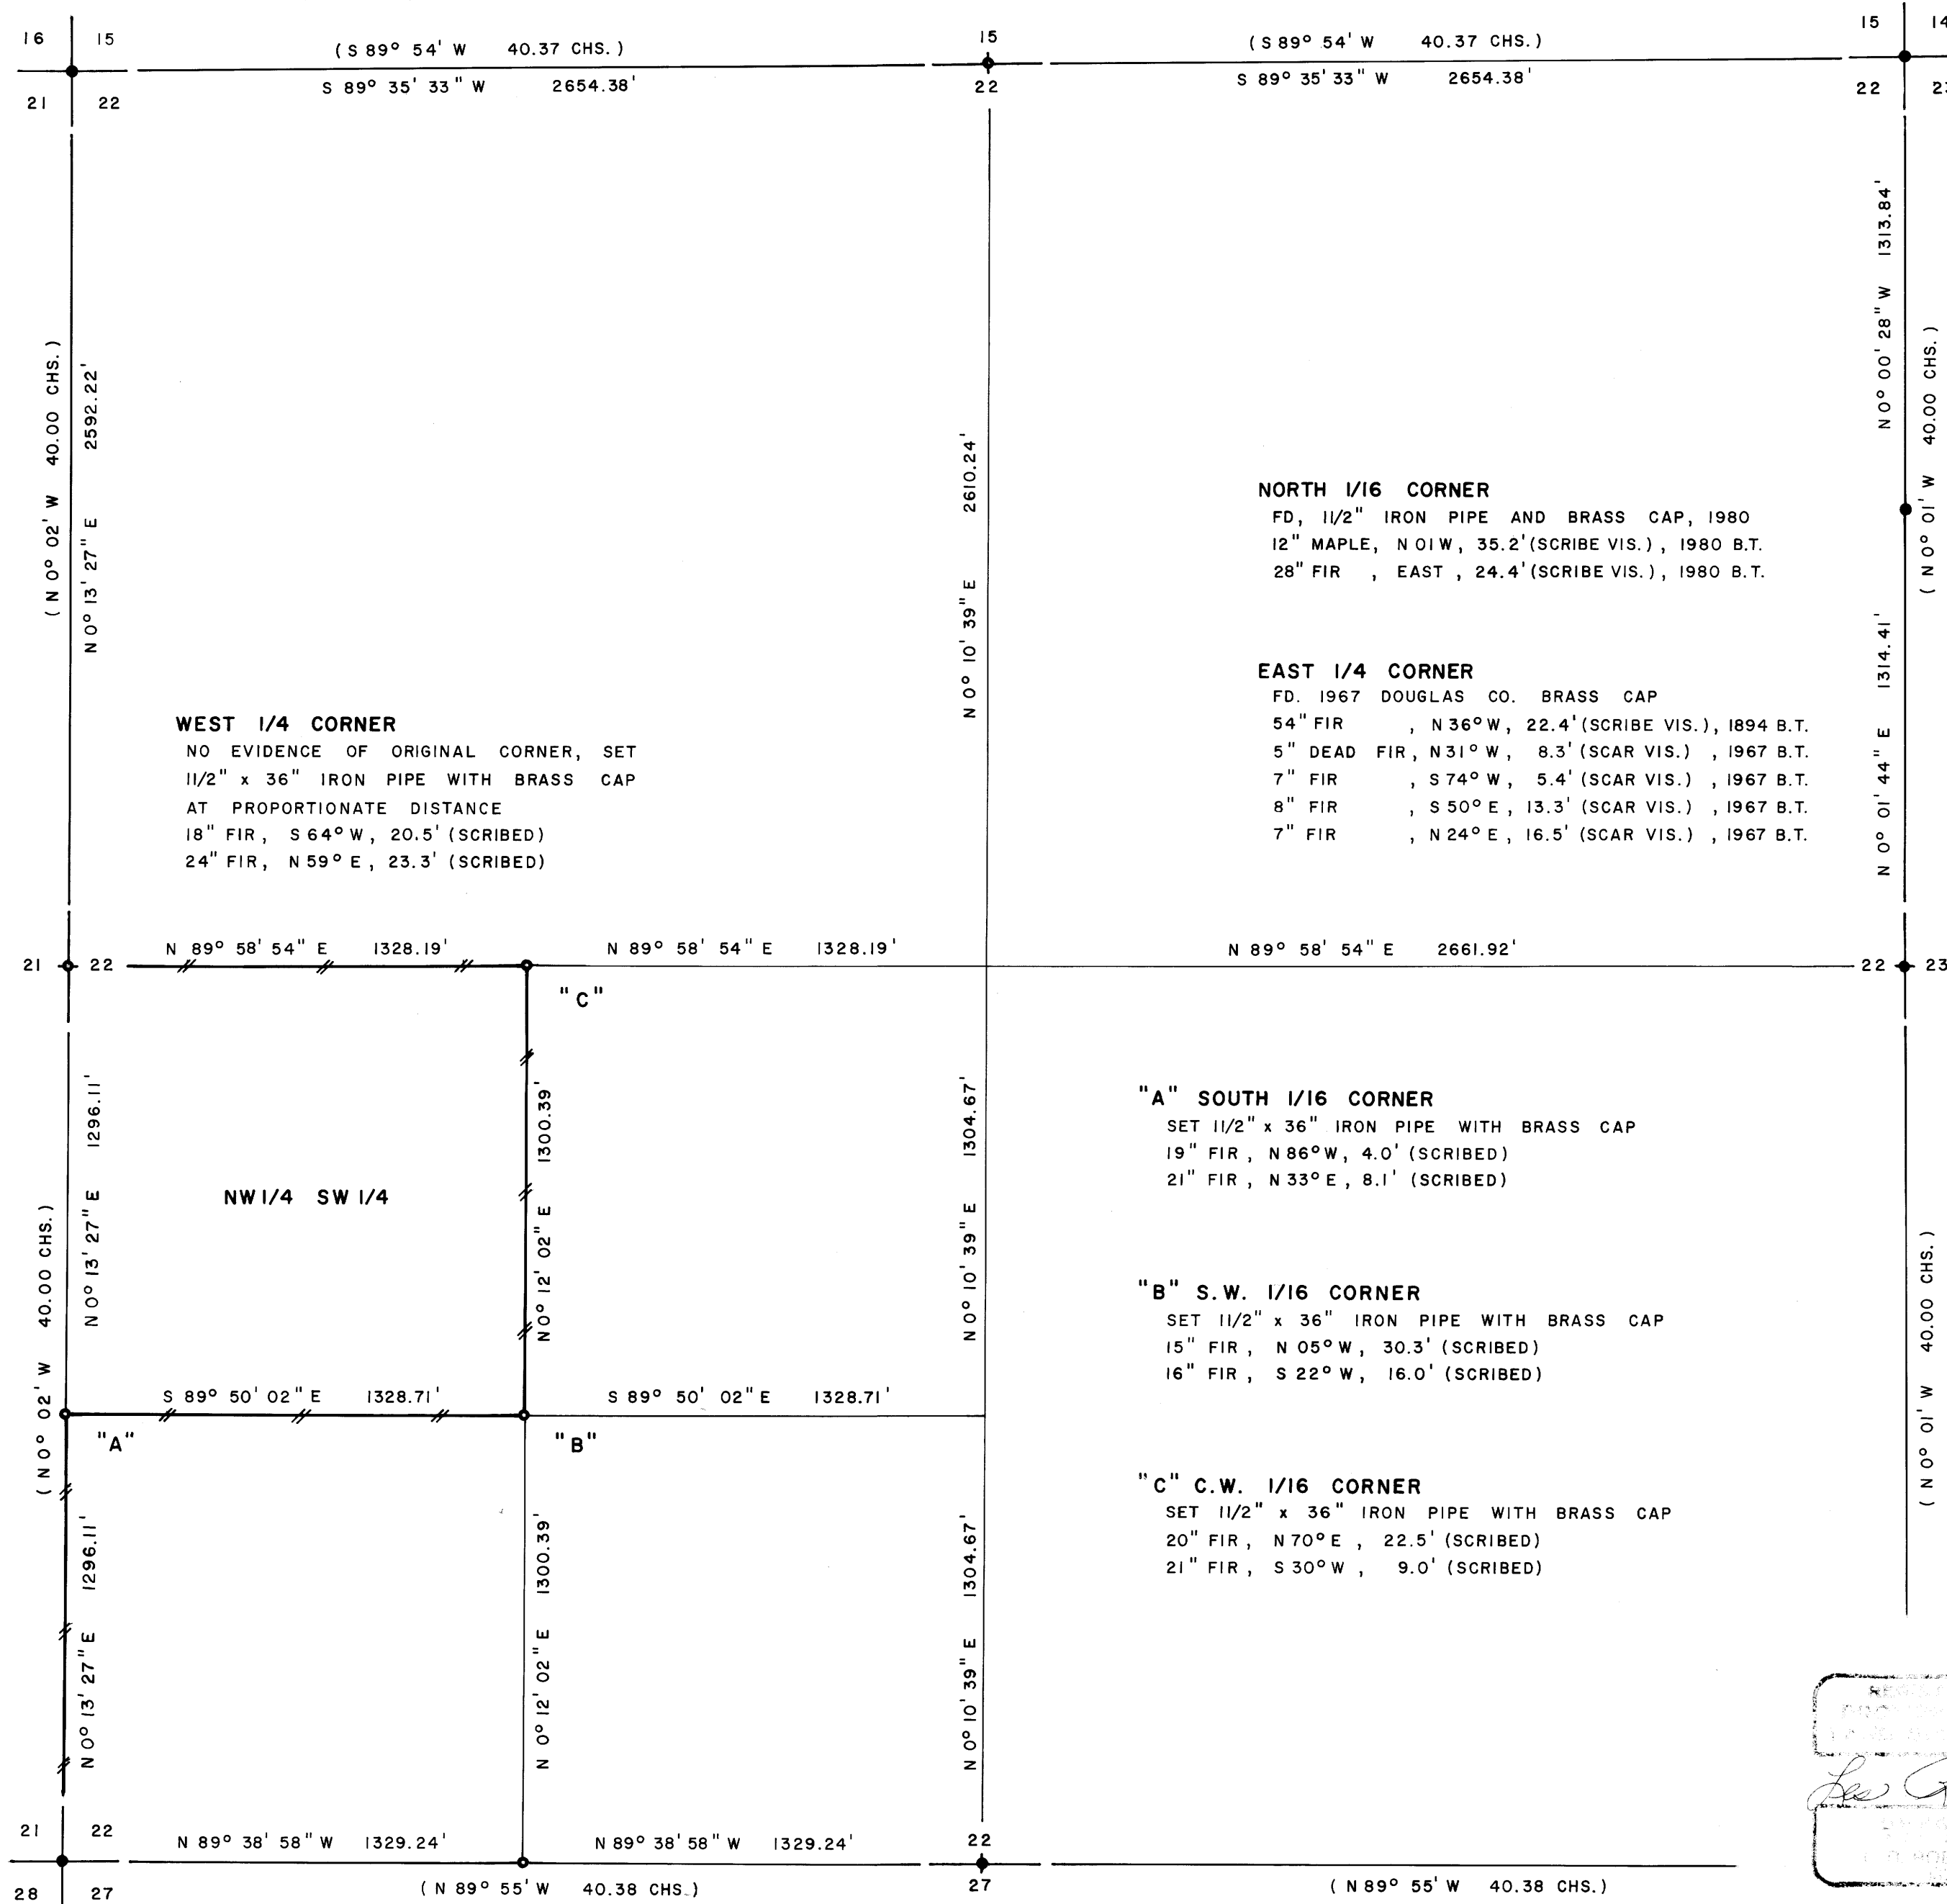 16 15
(S 89° 54' W 40.37 CHS.)
15
(S 89° 54' W 40.37 CHS.)
15 14
21 22
S 89° 35' 33" W 2654.38'
22
S 89° 35' 33" W 2654.38'
22 23
(N 0° 02' W 40.00 CHS.)
N 0° 13' 27" E 2592.22'
N 0° 10' 39" E 2610.24'
N 0° 00' 28" W 1313.84'
(N 0° 01' W 40.00 CHS.)
NORTH 1/16 CORNER
FD, 1 1/2" IRON PIPE AND BRASS CAP, 1980
12" MAPLE, N 01 W, 35.2' (SCRIBE VIS.), 1980 B.T.
28" FIR , EAST , 24.4' (SCRIBE VIS.), 1980 B.T.
N 0° 01' 44" E 1314.41'
EAST 1/4 CORNER
FD. 1967 DOUGLAS CO. BRASS CAP
54" FIR , N 36° W, 22.4' (SCRIBE VIS.), 1894 B.T.
5" DEAD FIR, N 31° W, 8.3' (SCAR VIS.) , 1967 B.T.
7" FIR , S 74° W, 5.4' (SCAR VIS.) , 1967 B.T.
8" FIR , S 50° E, 13.3' (SCAR VIS.) , 1967 B.T.
7" FIR , N 24° E, 16.5' (SCAR VIS.) , 1967 B.T.
WEST 1/4 CORNER
NO EVIDENCE OF ORIGINAL CORNER, SET
1 1/2" x 36" IRON PIPE WITH BRASS CAP
AT PROPORTIONATE DISTANCE
18" FIR, S 64° W, 20.5' (SCRIBED)
24" FIR, N 59° E, 23.3' (SCRIBED)
N 89° 58' 54" E 1328.19'
N 89° 58' 54" E 1328.19'
N 89° 58' 54" E 2661.92'
21 22
22 23
"C"
(N 0° 02' W 40.00 CHS.)
N 0° 13' 27" E 1296.11'
NW 1/4 SW 1/4
N 0° 12' 02" E 1300.39'
N 0° 10' 39" E 1304.67'
"A" SOUTH 1/16 CORNER
SET 1 1/2" x 36" IRON PIPE WITH BRASS CAP
19" FIR, N 86° W, 4.0' (SCRIBED)
21" FIR, N 33° E, 8.1' (SCRIBED)
"B" S.W. 1/16 CORNER
SET 1 1/2" x 36" IRON PIPE WITH BRASS CAP
15" FIR, N 05° W, 30.3' (SCRIBED)
16" FIR, S 22° W, 16.0' (SCRIBED)
(N 0° 01' W 40.00 CHS.)
S 89° 50' 02" E 1328.71'
S 89° 50' 02" E 1328.71'
"A"
"B"
"C" C.W. 1/16 CORNER
SET 1 1/2" x 36" IRON PIPE WITH BRASS CAP
20" FIR, N 70° E, 22.5' (SCRIBED)
21" FIR, S 30° W, 9.0' (SCRIBED)
N 0° 13' 27" E 1296.11'
N 0° 12' 02" E 1300.39'
N 0° 10' 39" E 1304.67'
Les
21 22
N 89° 38' 58" W 1329.24'
N 89° 38' 58" W 1329.24'
22
28 27
(N 89° 55' W 40.38 CHS.)
27
(N 89° 55' W 40.38 CHS.)